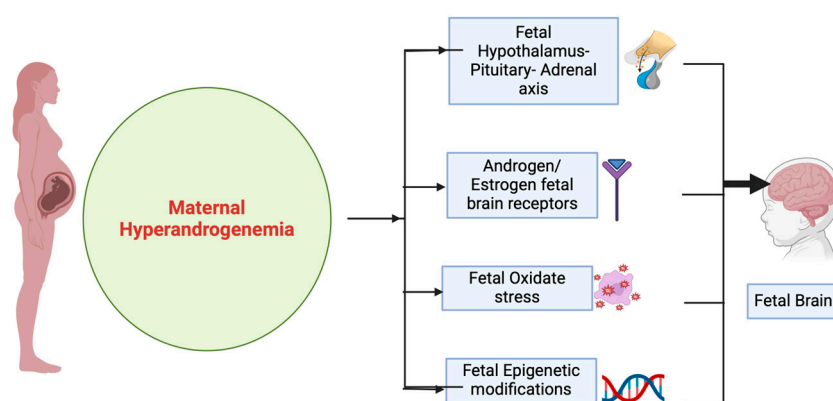 Fetal
Hypothalamus-
Pituitary- Adrenal
axis
Maternal
Hyperandrogenemia
Androgen/
Estrogen fetal
brain receptors
Fetal Oxidate
stress
Fetal Brain
Fetal Epigenetic
modifications